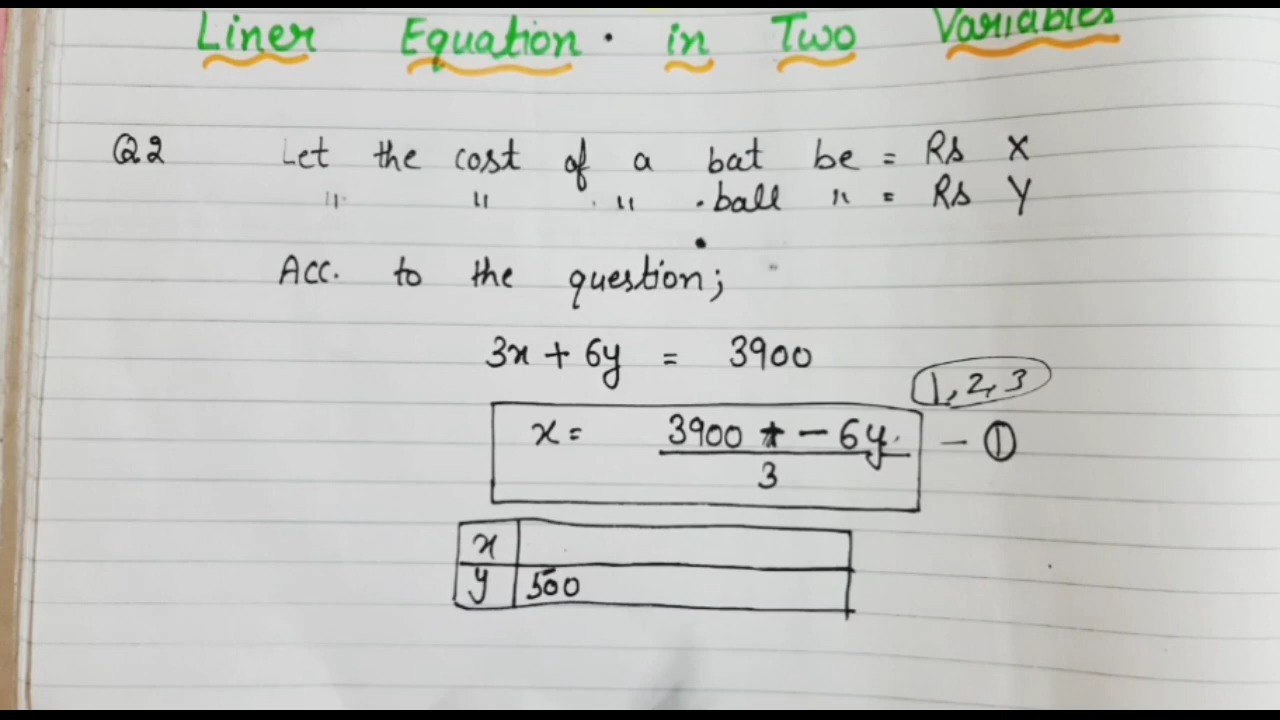 Liner Equation . in Two Variables
Q2 Let the cost of a bat be = Rs X
" " " ball " = Rs Y
Acc. to the question;
3x + 6y = 3900
1, 2, 3
x = 3900 - 6y - ①
3
x
y 500